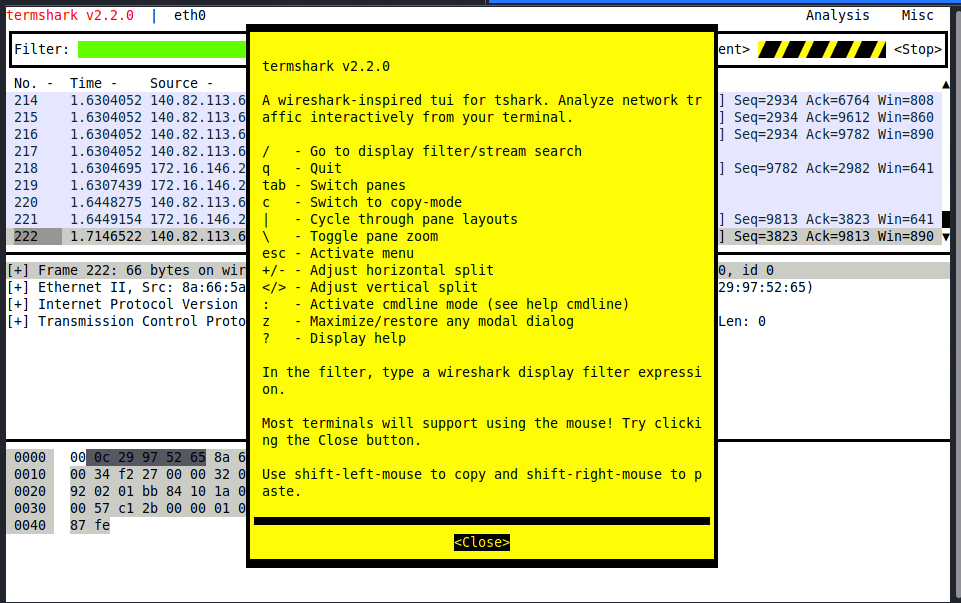 termshark v2.2.0 | eth0 Analysis Misc
Filter: ent> <Stop>
No. - Time - Source -
214 1.6304052 140.82.113.6 ] Seq=2934 Ack=6764 Win=808
215 1.6304052 140.82.113.6 ] Seq=2934 Ack=9612 Win=860
216 1.6304052 140.82.113.6 ] Seq=2934 Ack=9782 Win=890
217 1.6304052 140.82.113.6
218 1.6304695 172.16.146.2 ] Seq=9782 Ack=2982 Win=641
219 1.6307439 172.16.146.2
220 1.6448275 140.82.113.6
221 1.6449154 172.16.146.2 ] Seq=9813 Ack=3823 Win=641
222 1.7146522 140.82.113.6 ] Seq=3823 Ack=9813 Win=890
[+] Frame 222: 66 bytes on wir 0, id 0
[+] Ethernet II, Src: 8a:66:5a 29:97:52:65)
[+] Internet Protocol Version
[+] Transmission Control Proto Len: 0
0000 00 0c 29 97 52 65 8a 6
0010 00 34 f2 27 00 00 32 0
0020 92 02 01 bb 84 10 1a 0
0030 00 57 c1 2b 00 00 01 0
0040 87 fe
termshark v2.2.0
A wireshark-inspired tui for tshark. Analyze network tr
affic interactively from your terminal.
/ - Go to display filter/stream search
q - Quit
tab - Switch panes
c - Switch to copy-mode
| - Cycle through pane layouts
\ - Toggle pane zoom
esc - Activate menu
+/- - Adjust horizontal split
</> - Adjust vertical split
: - Activate cmdline mode (see help cmdline)
z - Maximize/restore any modal dialog
? - Display help
In the filter, type a wireshark display filter expressi
on.
Most terminals will support using the mouse! Try clicki
ng the Close button.
Use shift-left-mouse to copy and shift-right-mouse to p
aste.
<Close>